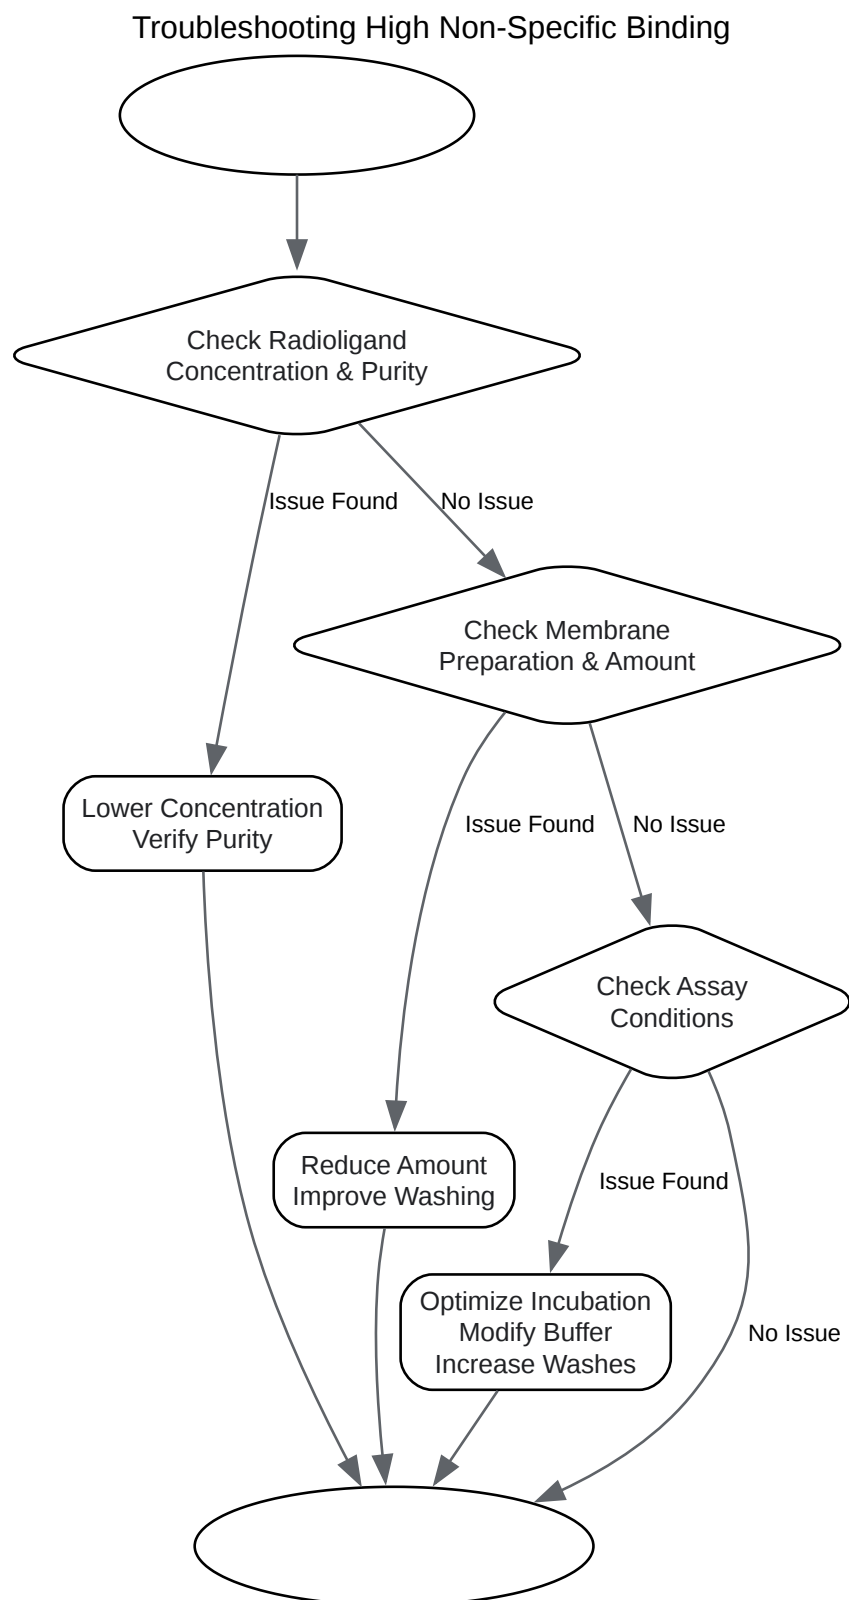 Troubleshooting High Non-Specific Binding
Check Radioligand
Concentration & Purity
Issue Found
No Issue
Check Membrane
Preparation & Amount
Lower Concentration
Verify Purity
Issue Found
No Issue
Check Assay
Conditions
Reduce Amount
Improve Washing
Issue Found
Optimize Incubation
Modify Buffer
Increase Washes
No Issue